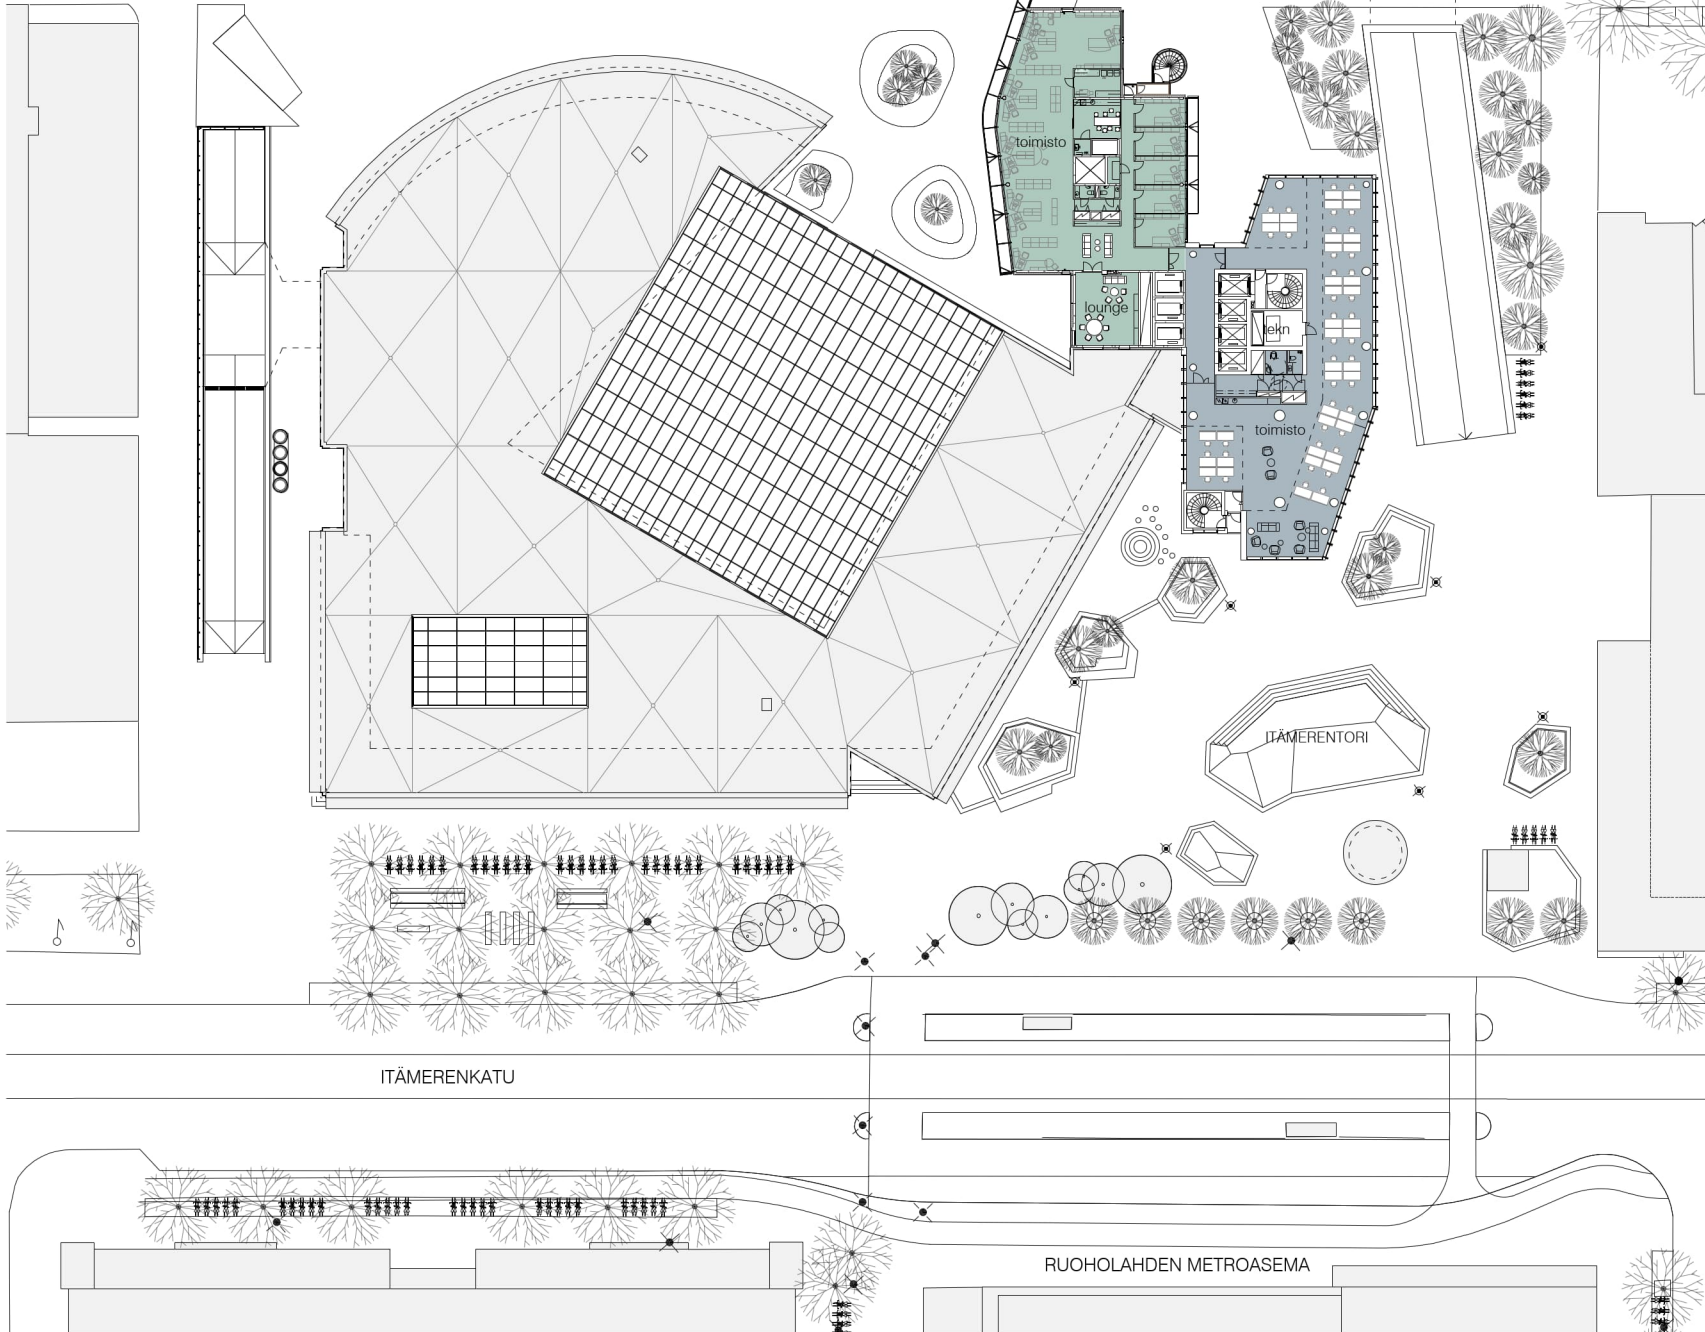 toimisto
lounge
tekn
toimisto
ITÄMERENTORI
ITÄMERENKATU
RUOHOLAHDEN METROASEMA